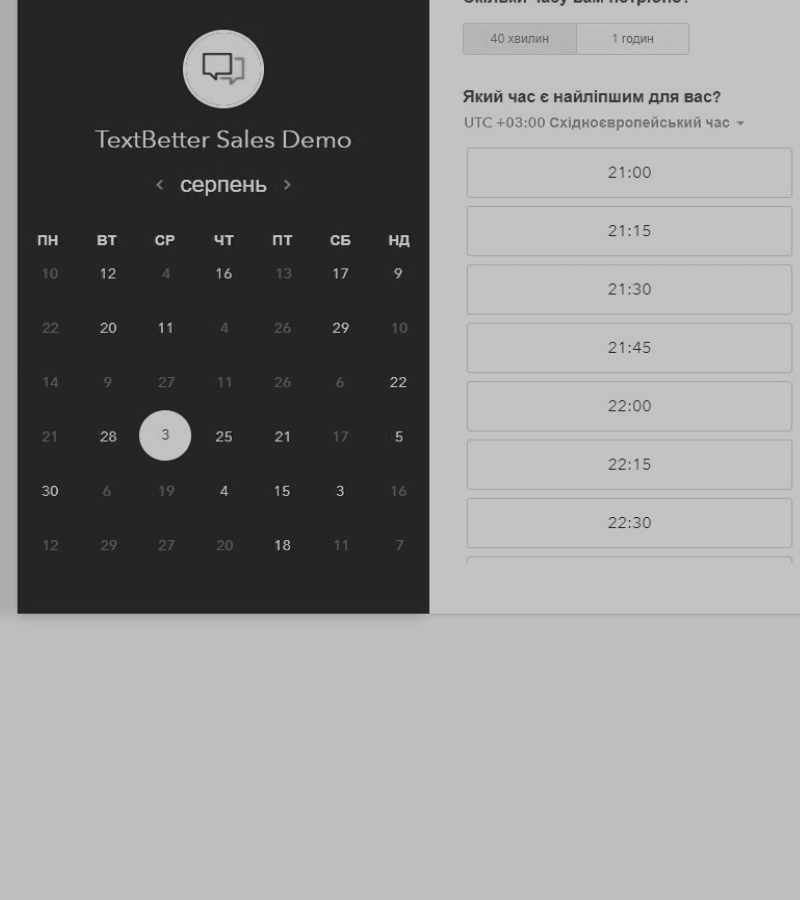 40 хвилин 1 годин
TextBetter Sales Demo
серпень
ПН ВТ СР ЧТ ПТ СБ НД
10 12 4 16 13 17 9
22 20 11 4 26 29 10
14 9 27 11 26 6 22
21 28 3 25 21 17 5
30 6 19 4 15 3 16
12 29 27 20 18 11 7
Який час є найліпшим для вас?
UTC +03:00 Східноєвропейський час
21:00
21:15
21:30
21:45
22:00
22:15
22:30